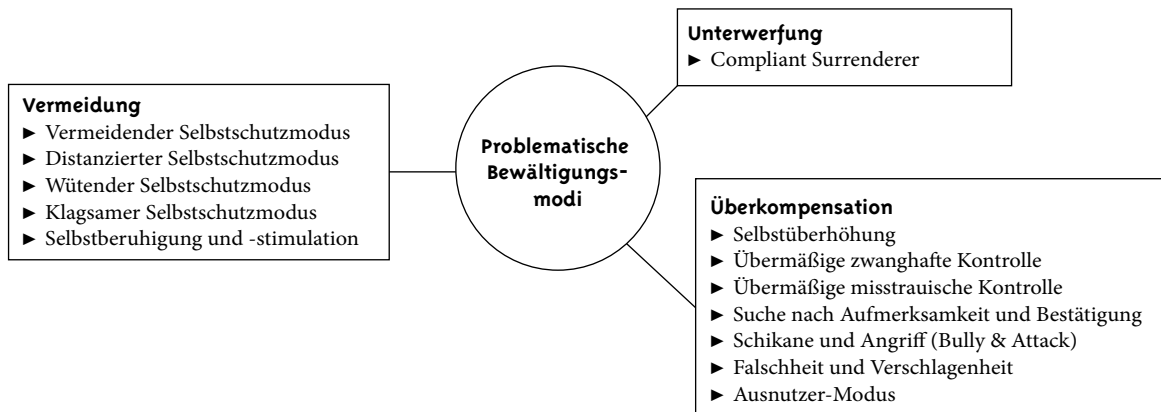 Vermeidung
► Vermeidender Selbstschutzmodus
► Distanzierter Selbstschutzmodus
► Wütender Selbstschutzmodus
► Klagsamer Selbstschutzmodus
► Selbstberuhigung und -stimulation
Problematische
Bewältigungs-
modi
Unterwerfung
► Compliant Surrenderer
Überkompensation
► Selbstüberhöhung
► Übermäßige zwanghafte Kontrolle
► Übermäßige misstrauische Kontrolle
► Suche nach Aufmerksamkeit und Bestätigung
► Schikane und Angriff (Bully & Attack)
► Falschheit und Verschlagenheit
► Ausnutzer-Modus